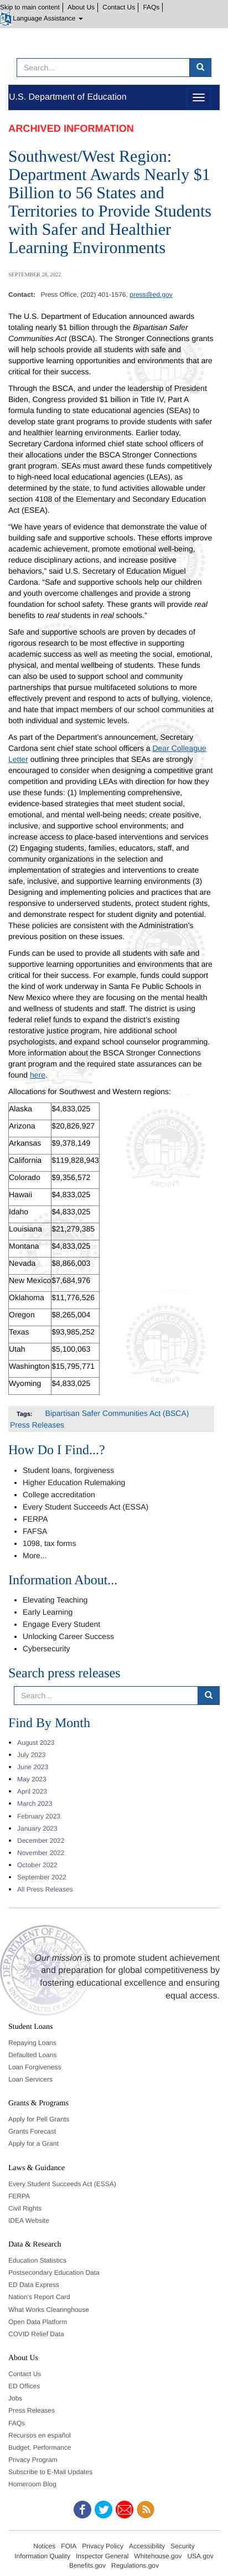 Skip to main content | About Us | Contact Us | FAQs |
Language Assistance
Search...
U.S. Department of Education
ARCHIVED INFORMATION
Southwest/West Region:
Department Awards Nearly $1
Billion to 56 States and
Territories to Provide Students
with Safer and Healthier
Learning Environments
SEPTEMBER 29, 2022
Contact: Press Office, (202) 401-1576, press@ed.gov
The U.S. Department of Education announced awards
totaling nearly $1 billion through the Bipartisan Safer
Communities Act (BSCA). The Stronger Connections grants
will help schools provide all students with safe and
supportive learning opportunities and environments that are
critical for their success.
Through the BSCA, and under the leadership of President
Biden, Congress provided $1 billion in Title IV, Part A
formula funding to state educational agencies (SEAs) to
develop state grant programs to provide students with safer
and healthier learning environments. Earlier today,
Secretary Cardona informed chief state school officers of
their allocations under the BSCA Stronger Connections
grant program. SEAs must award these funds competitively
to high-need local educational agencies (LEAs), as
determined by the state, to fund activities allowable under
section 4108 of the Elementary and Secondary Education
Act (ESEA).
“We have years of evidence that demonstrate the value of
building safe and supportive schools. These efforts improve
academic achievement, promote emotional well-being,
reduce disciplinary actions, and increase positive
behaviors,” said U.S. Secretary of Education Miguel
Cardona. “Safe and supportive schools help our children
and youth overcome challenges and provide a strong
foundation for school safety. These grants will provide real
benefits to real students in real schools.”
Safe and supportive schools are proven by decades of
rigorous research to be most effective in supporting
academic success as well as meeting the social, emotional,
physical, and mental wellbeing of students. These funds
can also be used to support school and community
partnerships that pursue multifaceted solutions to the
many different root causes and effects of bullying, violence,
and hate that impact the conditions of our school
communities at both the individual and systemic levels.
As part of the Department’s announcement, Secretary
Cardona sent chief state school officers a Dear Colleague
Letter outlining three principles that SEAs are strongly
encouraged to consider when designing a competitive grant
competition and providing LEAs with direction about how they can
use these funds: (1) Implementing comprehensive,
evidence-based strategies that meet each student's social,
emotional, and mental well-being needs; create positive,
inclusive, and supportive school environments; and
increase access to place-based interventions and services;
(2) Engaging students, families, educators, staff, and
community organizations in the selection and
implementation of strategies and interventions to create
safe, inclusive, and supportive learning environments (3)
Designing and implementing policies and practices that are
responsive to underserved students, protect student rights,
and demonstrate respect for student dignity and potential.
These policies are consistent with the Administration's
previous position on these issues.
Funds can be used to provide all students with safe and
supportive learning opportunities and environments that are
critical for their success. For example, funds could support
the kind of work underway in Santa Fe Public Schools in
New Mexico where they are focused on improving the mental health
wellness of students and staff. The district is using
federal relief funds to expand the district's existing
restorative justice program, hire additional school
psychologists, and expand school counseling programming.
More information about the BSCA Stronger Connections
grant program and the required state assurances can be
found here.
Allocations for Southwest and Western regions:
Alaska $4,833,025
Arizona $20,826,927
Arkansas $9,378,149
California $119,828,943
Colorado $9,356,572
Hawaii $4,833,025
Idaho $4,833,025
Louisiana $21,279,385
Montana $4,833,025
Nevada $8,866,003
New Mexico $7,684,976
Oklahoma $11,776,526
Oregon $8,265,004
Texas $93,985,252
Utah $5,100,063
Washington $15,795,771
Wyoming $4,833,025
Tags: Bipartisan Safer Communities Act (BSCA)
Press Releases
How Do I Find...?
Student loans, forgiveness
Higher Education Rulemaking
College accreditation
Every Student Succeeds Act (ESSA)
FERPA
FAFSA
1098, tax forms
More...
Information About...
Elevating Teaching
Early Learning
Engage Every Student
Unlocking Career Success
Cybersecurity
Search press releases
Search...
Find By Month
August 2023
July 2023
June 2023
May 2023
April 2023
March 2023
February 2023
January 2023
December 2022
November 2022
October 2022
September 2022
All Press Releases
Our mission is to promote student achievement
and preparation for global competitiveness by
fostering educational excellence and ensuring
equal access.
Student Loans
Repaying Loans
Defaulted Loans
Loan Forgiveness
Loan Servicers
Grants & Programs
Apply for Pell Grants
Grants Forecast
Apply for a Grant
Laws & Guidance
Every Student Succeeds Act (ESSA)
FERPA
Civil Rights
IDEA Website
Data & Research
Education Statistics
Postsecondary Education Data
ED Data Express
Nation's Report Card
What Works Clearinghouse
Open Data Platform
COVID Relief Data
About Us
Contact Us
ED Offices
Jobs
Press Releases
FAQs
Recursos en español
Budget, Performance
Privacy Program
Subscribe to E-Mail Updates
Homeroom Blog
Notices FOIA Privacy Policy Accessibility Security
Information Quality Inspector General Whitehouse.gov USA.gov
Benefits.gov Regulations.gov